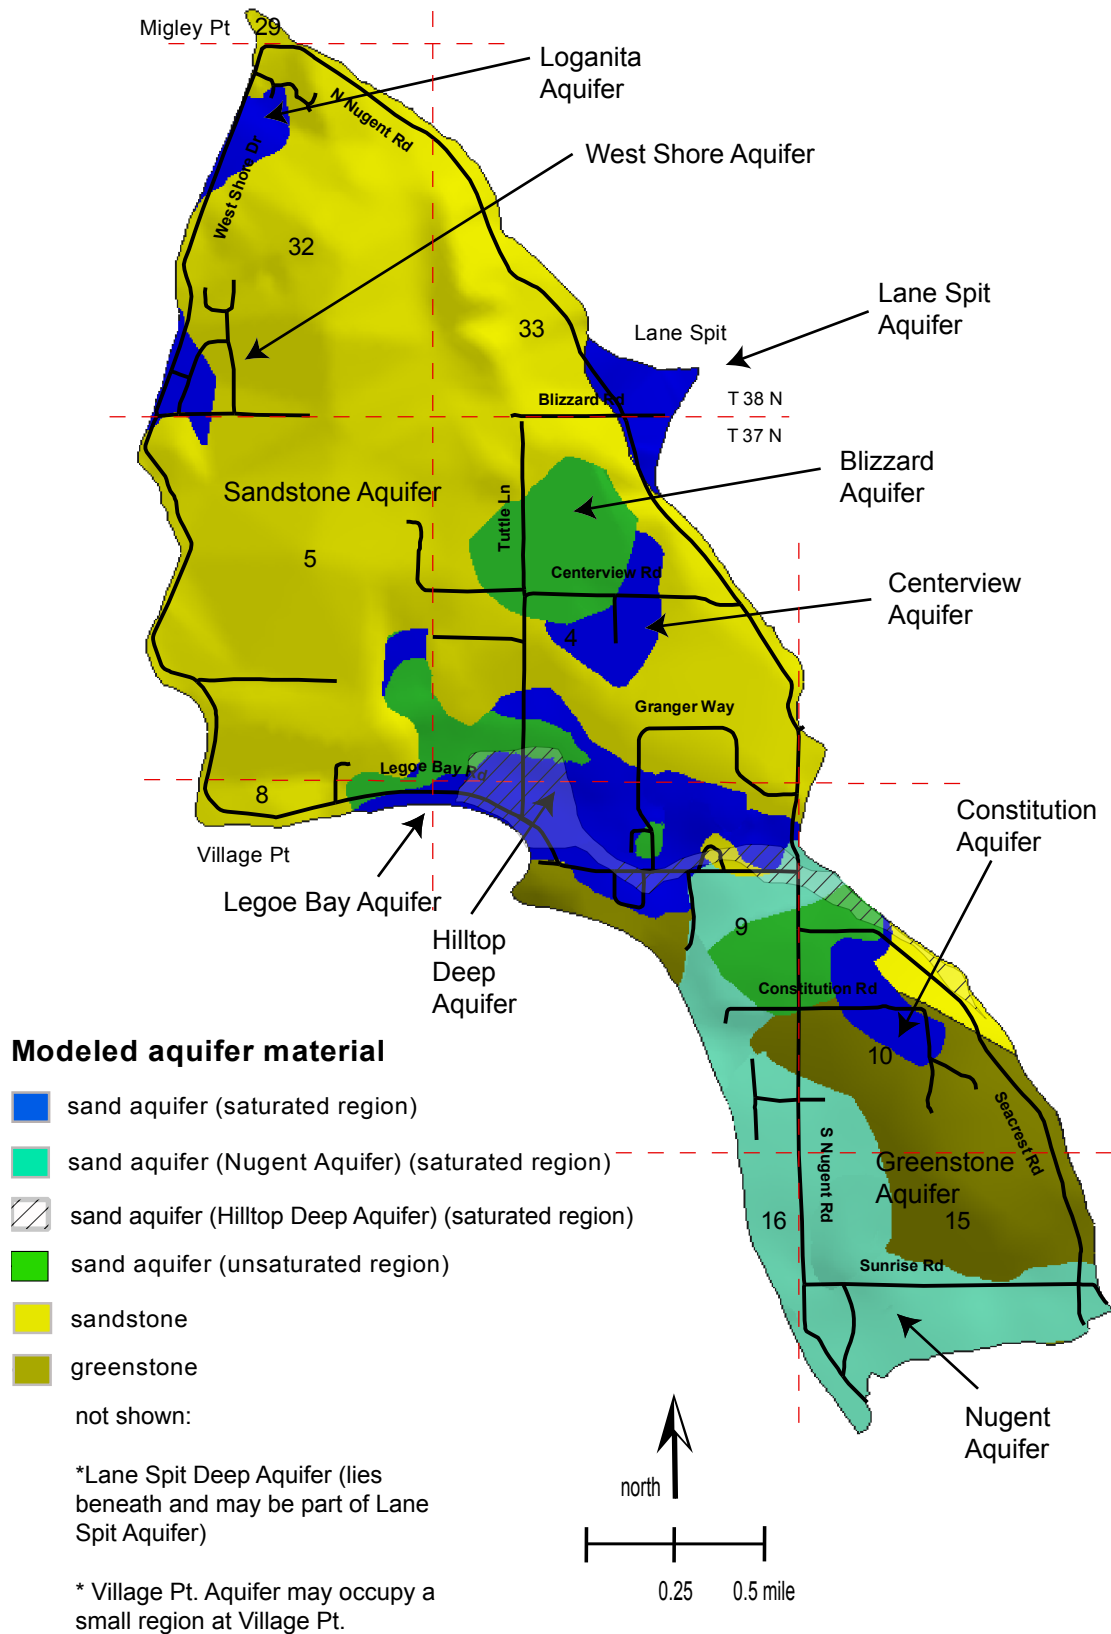 Migley Pt
29
Loganita
Aquifer
N Nugent Rd
West Shore Aquifer
West Shore Dr
32
Lane Spit
Aquifer
33
Lane Spit
T 38 N
Blizzard Rd
T 37 N
Blizzard
Aquifer
Sandstone Aquifer
Tuttle Ln
5
Centerview Rd
Centerview
Aquifer
4
Granger Way
Legoe Bay Rd
8
Constitution
Aquifer
Village Pt
Legoe Bay Aquifer
9
Hilltop
Deep
Aquifer
Constitution Rd
10
Seacrest Rd
S Nugent Rd
Greenstone
Aquifer
16
15
Sunrise Rd
Nugent
Aquifer
Modeled aquifer material
sand aquifer (saturated region)
sand aquifer (Nugent Aquifer) (saturated region)
sand aquifer (Hilltop Deep Aquifer) (saturated region)
sand aquifer (unsaturated region)
sandstone
greenstone
not shown:
*Lane Spit Deep Aquifer (lies
beneath and may be part of Lane
Spit Aquifer)
* Village Pt. Aquifer may occupy a
small region at Village Pt.
north
0.25 0.5 mile